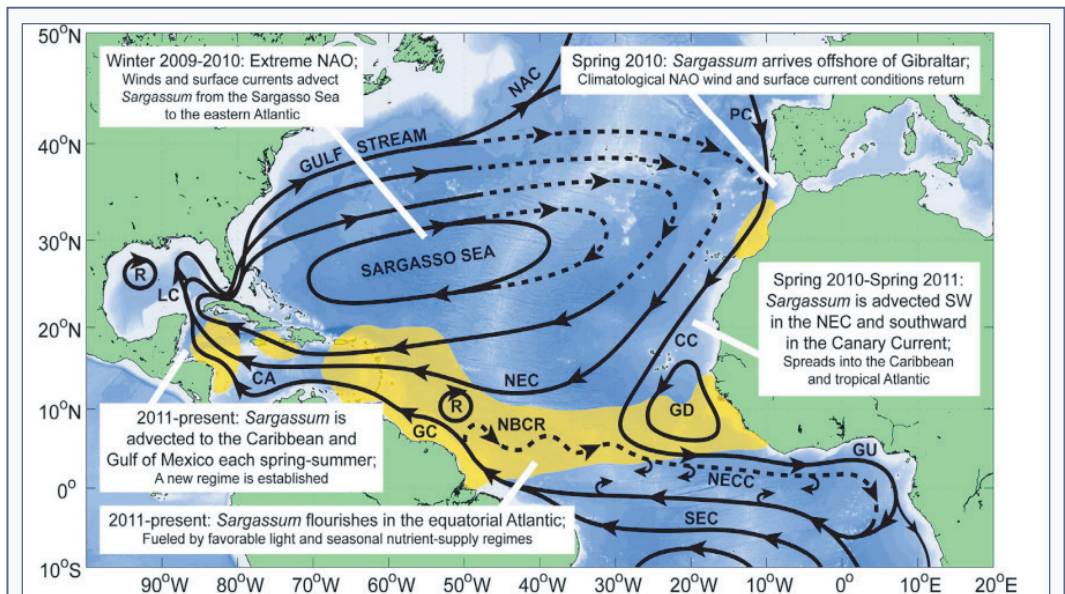 50°N
40°N
30°N
20°N
10°N
0°
10°S
90°W
80°W
70°W
60°W
50°W
40°W
30°W
20°W
10°W
0°
10°E
20°E
Winter 2009-2010: Extreme NAO;
Winds and surface currents advect
Sargassum from the Sargasso Sea
to the eastern Atlantic
Spring 2010: Sargassum arrives offshore of Gibraltar;
Climatological NAO wind and surface current conditions return
NAC
PC
GULF STREAM
SARGASSO SEA
R
LC
Spring 2010-Spring 2011:
Sargassum is advected SW
in the NEC and southward
in the Canary Current;
Spreads into the Caribbean
and tropical Atlantic
CC
CA
NEC
R
GD
GC
NBCR
GU
NECC
SEC
2011-present: Sargassum is
advected to the Caribbean and
Gulf of Mexico each spring-summer;
A new regime is established
2011-present: Sargassum flourishes in the equatorial Atlantic;
Fueled by favorable light and seasonal nutrient-supply regimes